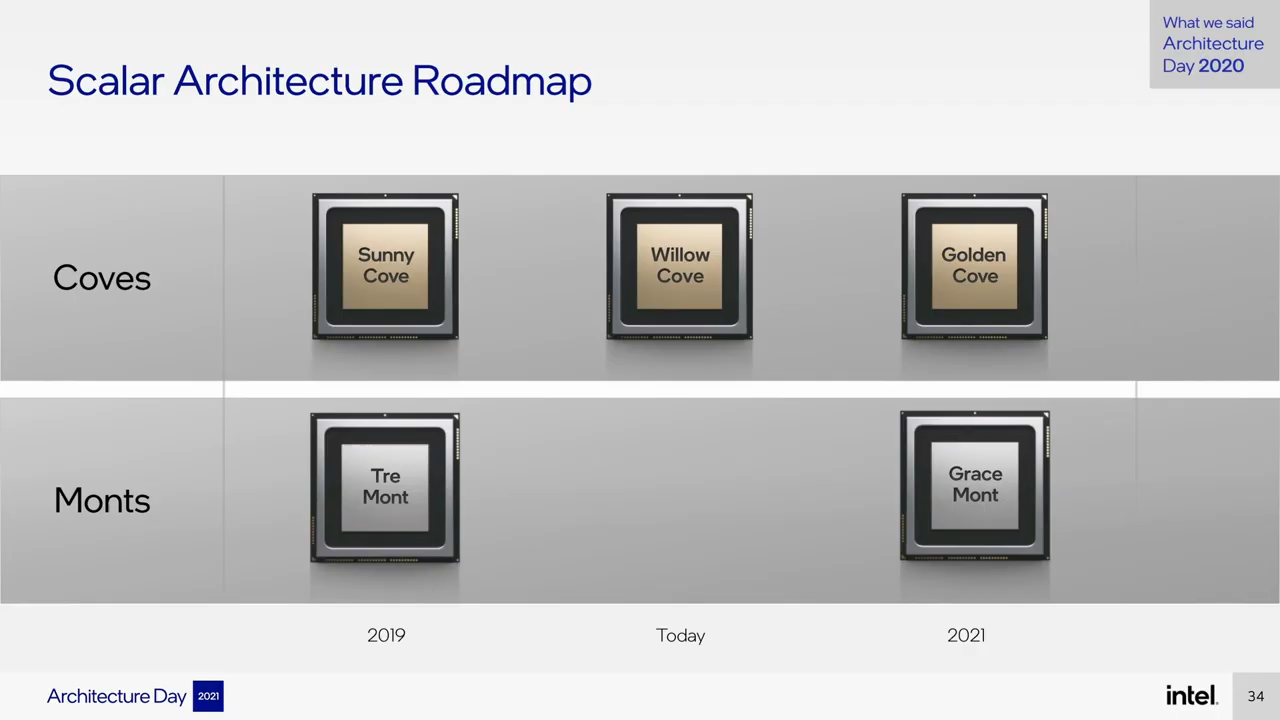 What we said
Architecture
Day 2020
Scalar Architecture Roadmap
Coves
Sunny
Cove
Willow
Cove
Golden
Cove
Monts
Tre
Mont
Grace
Mont
2019
Today
2021
Architecture Day 2021
intel.
34